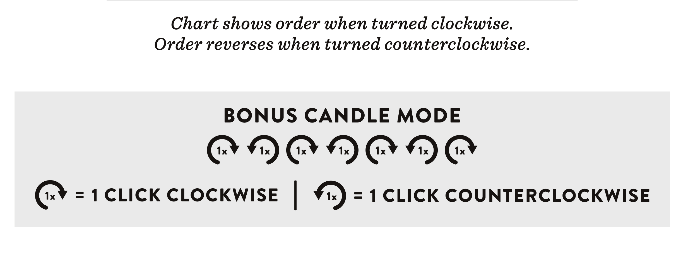 Chart shows order when turned clockwise.
Order reverses when turned counterclockwise.
BONUS CANDLE MODE
1x 1x 1x 1x 1x 1x 1x
1x = 1 CLICK CLOCKWISE | 1x = 1 CLICK COUNTERCLOCKWISE